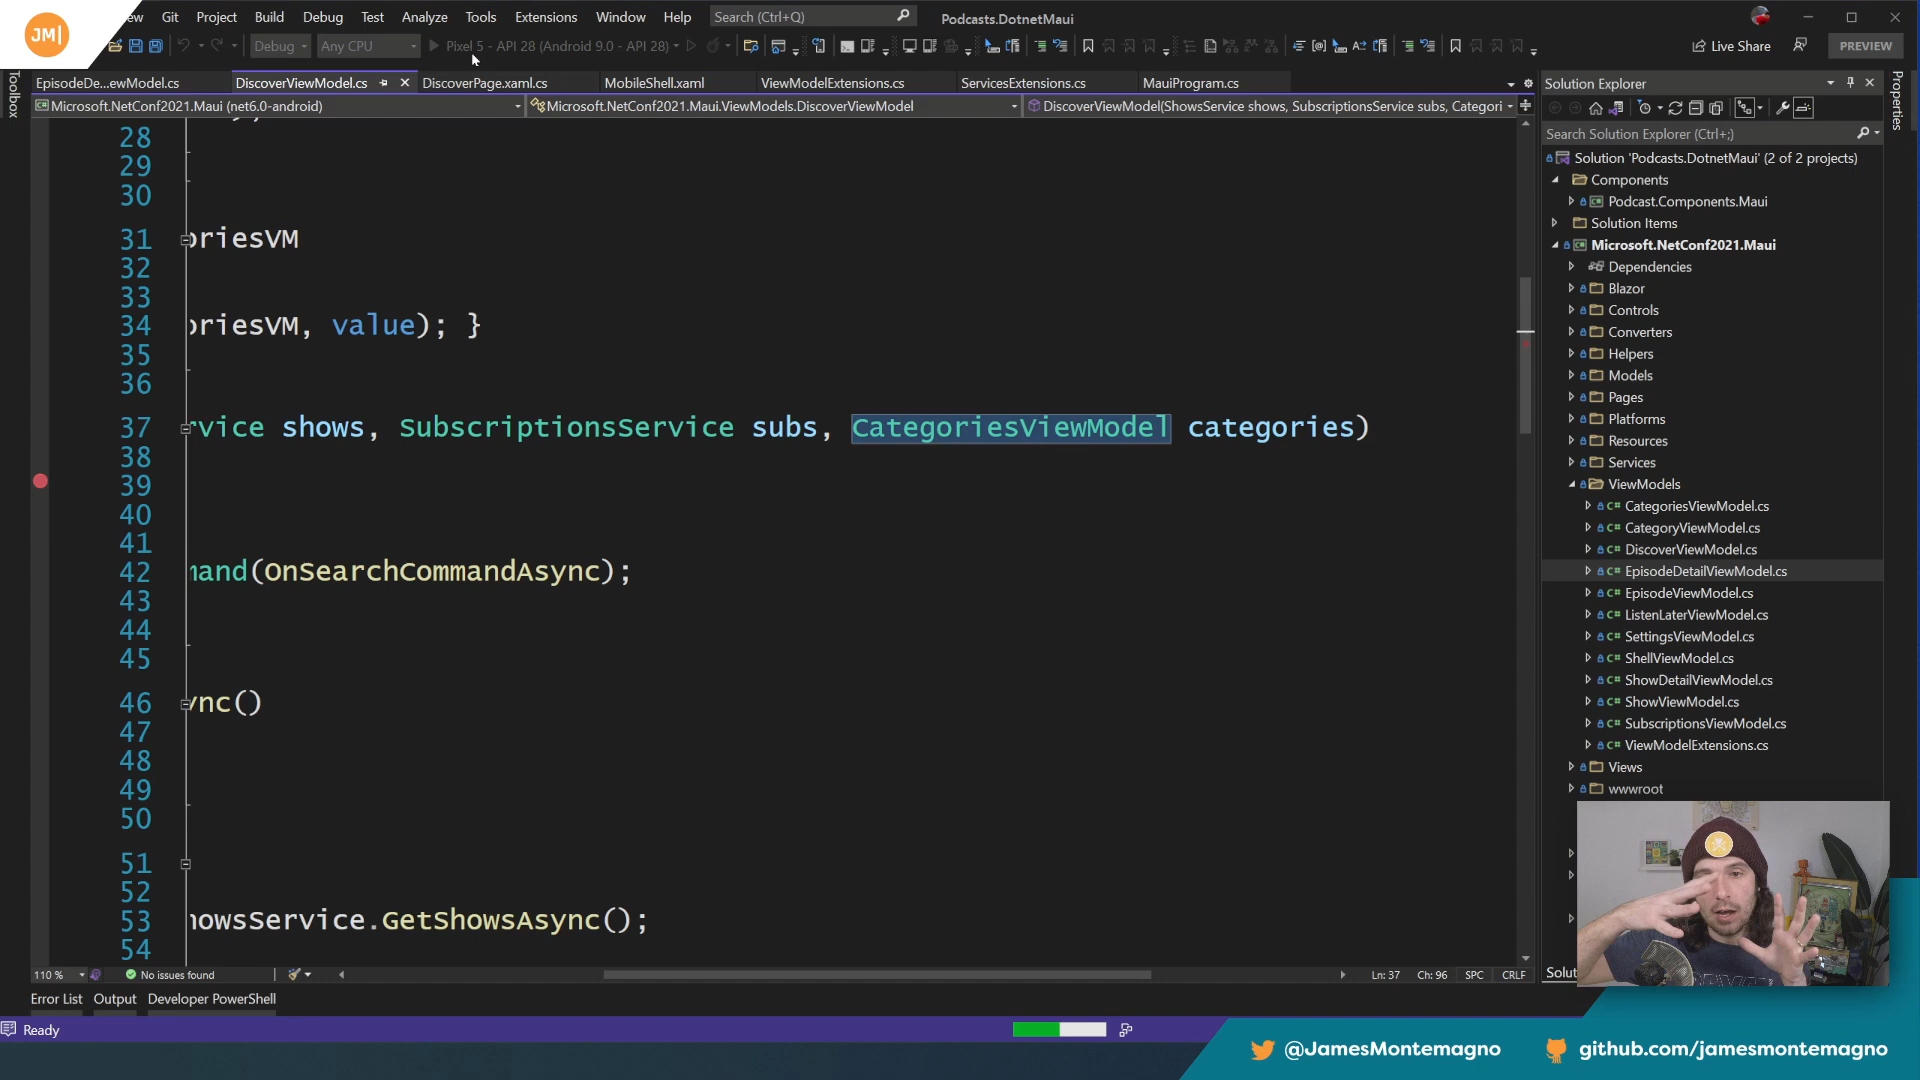 JM|
ew Git Project Build Debug Test Analyze Tools Extensions Window Help Search (Ctrl+Q) Podcasts.DotnetMaui
Debug Any CPU Pixel 5 - API 28 (Android 9.0 - API 28) Live Share PREVIEW
Toolbox
EpisodeDe...ewModel.cs DiscoverViewModel.cs DiscoverPage.xaml.cs MobileShell.xaml ViewModelExtensions.cs ServicesExtensions.cs MauiProgram.cs
Microsoft.NetConf2021.Maui (net6.0-android) Microsoft.NetConf2021.Maui.ViewModels.DiscoverViewModel DiscoverViewModel(ShowsService shows, SubscriptionsService subs, Categori
28
29
30
31 oriesVM
32
33
34 oriesVM, value); }
35
36
37 rvice shows, SubscriptionsService subs, CategoriesViewModel categories)
38
39
40
41
42 mand(OnSearchCommandAsync);
43
44
45
46 ync()
47
48
49
50
51
52
53 howsService.GetShowsAsync();
54
110 % No issues found Ln: 37 Ch: 96 SPC CRLF
Error List Output Developer PowerShell
Ready
Solution Explorer
Properties
Search Solution Explorer (Ctrl+;)
Solution 'Podcasts.DotnetMaui' (2 of 2 projects)
Components
Podcast.Components.Maui
Solution Items
Microsoft.NetConf2021.Maui
Dependencies
Blazor
Controls
Converters
Helpers
Models
Pages
Platforms
Resources
Services
ViewModels
CategoriesViewModel.cs
CategoryViewModel.cs
DiscoverViewModel.cs
EpisodeDetailViewModel.cs
EpisodeViewModel.cs
ListenLaterViewModel.cs
SettingsViewModel.cs
ShellViewModel.cs
ShowDetailViewModel.cs
ShowViewModel.cs
SubscriptionsViewModel.cs
ViewModelExtensions.cs
Views
wwwroot
Solut
@JamesMontemagno github.com/jamesmontemagno